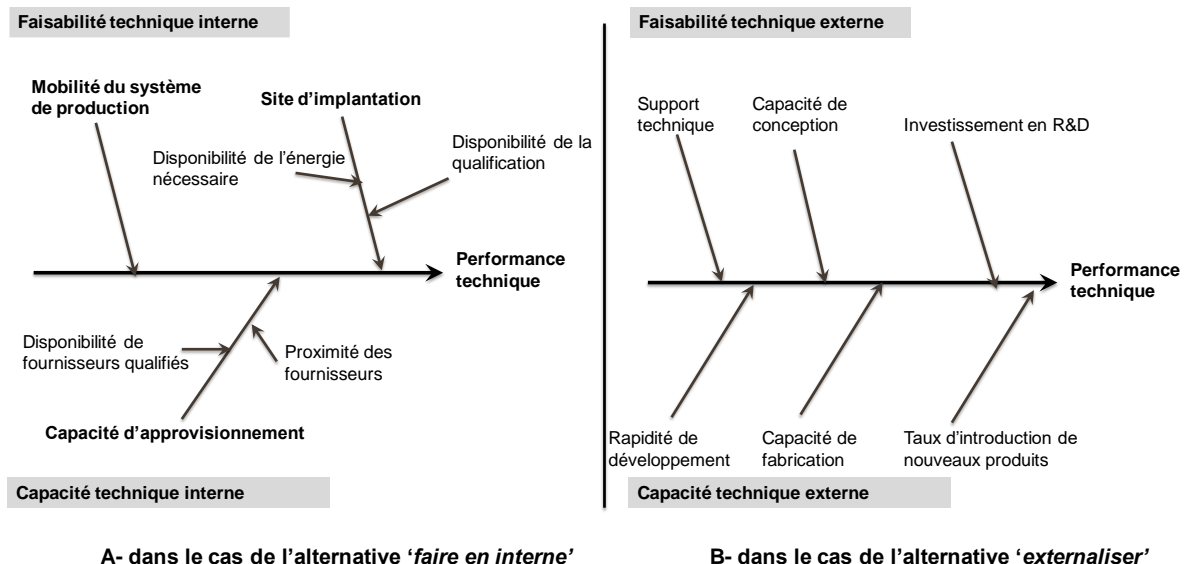 Faisabilité technique interne
Mobilité du système
de production
Site d’implantation
Disponibilité de l’énergie
nécessaire
Disponibilité de la
qualification
Performance
technique
Disponibilité de
fournisseurs qualifiés
Proximité des
fournisseurs
Capacité d’approvisionnement
Capacité technique interne
A- dans le cas de l’alternative ‘faire en interne’
Faisabilité technique externe
Support
technique
Capacité de
conception
Investissement en R&D
Performance
technique
Rapidité de
développement
Capacité de
fabrication
Taux d’introduction de
nouveaux produits
Capacité technique externe
B- dans le cas de l’alternative ‘externaliser’